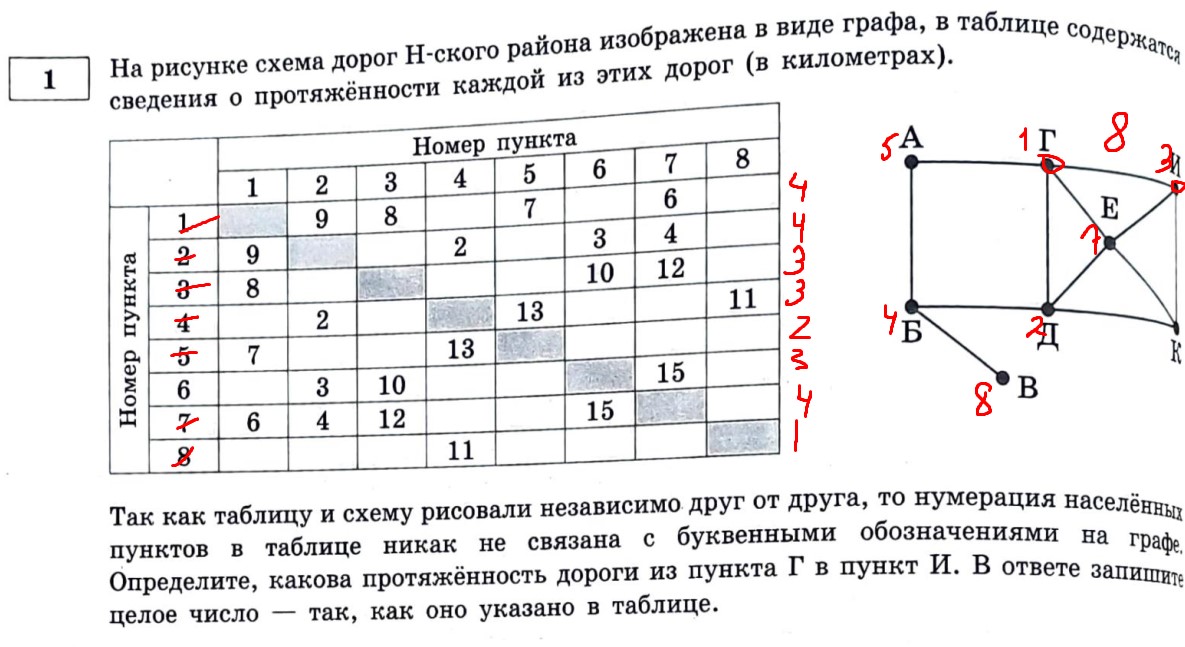 1
На рисунке схема дорог Н-ского района изображена в виде графа, в таблице содержатся
сведения о протяжённости каждой из этих дорог (в километрах).
Номер пункта
1 2 3 4 5 6 7 8
Номер пункта
1 9 8 7 6 4
2 9 2 3 4 4
3 8 10 12 3
4 2 13 11 3
5 7 13 2
6 3 10 15 3
7 6 4 12 15 4
8 11 1
5 А 1 Г 8 3 И
Е
7
4 Б 2 Д К
8 В
Так как таблицу и схему рисовали независимо друг от друга, то нумерация населённых
пунктов в таблице никак не связана с буквенными обозначениями на графе.
Определите, какова протяжённость дороги из пункта Г в пункт И. В ответе запишите
целое число — так, как оно указано в таблице.